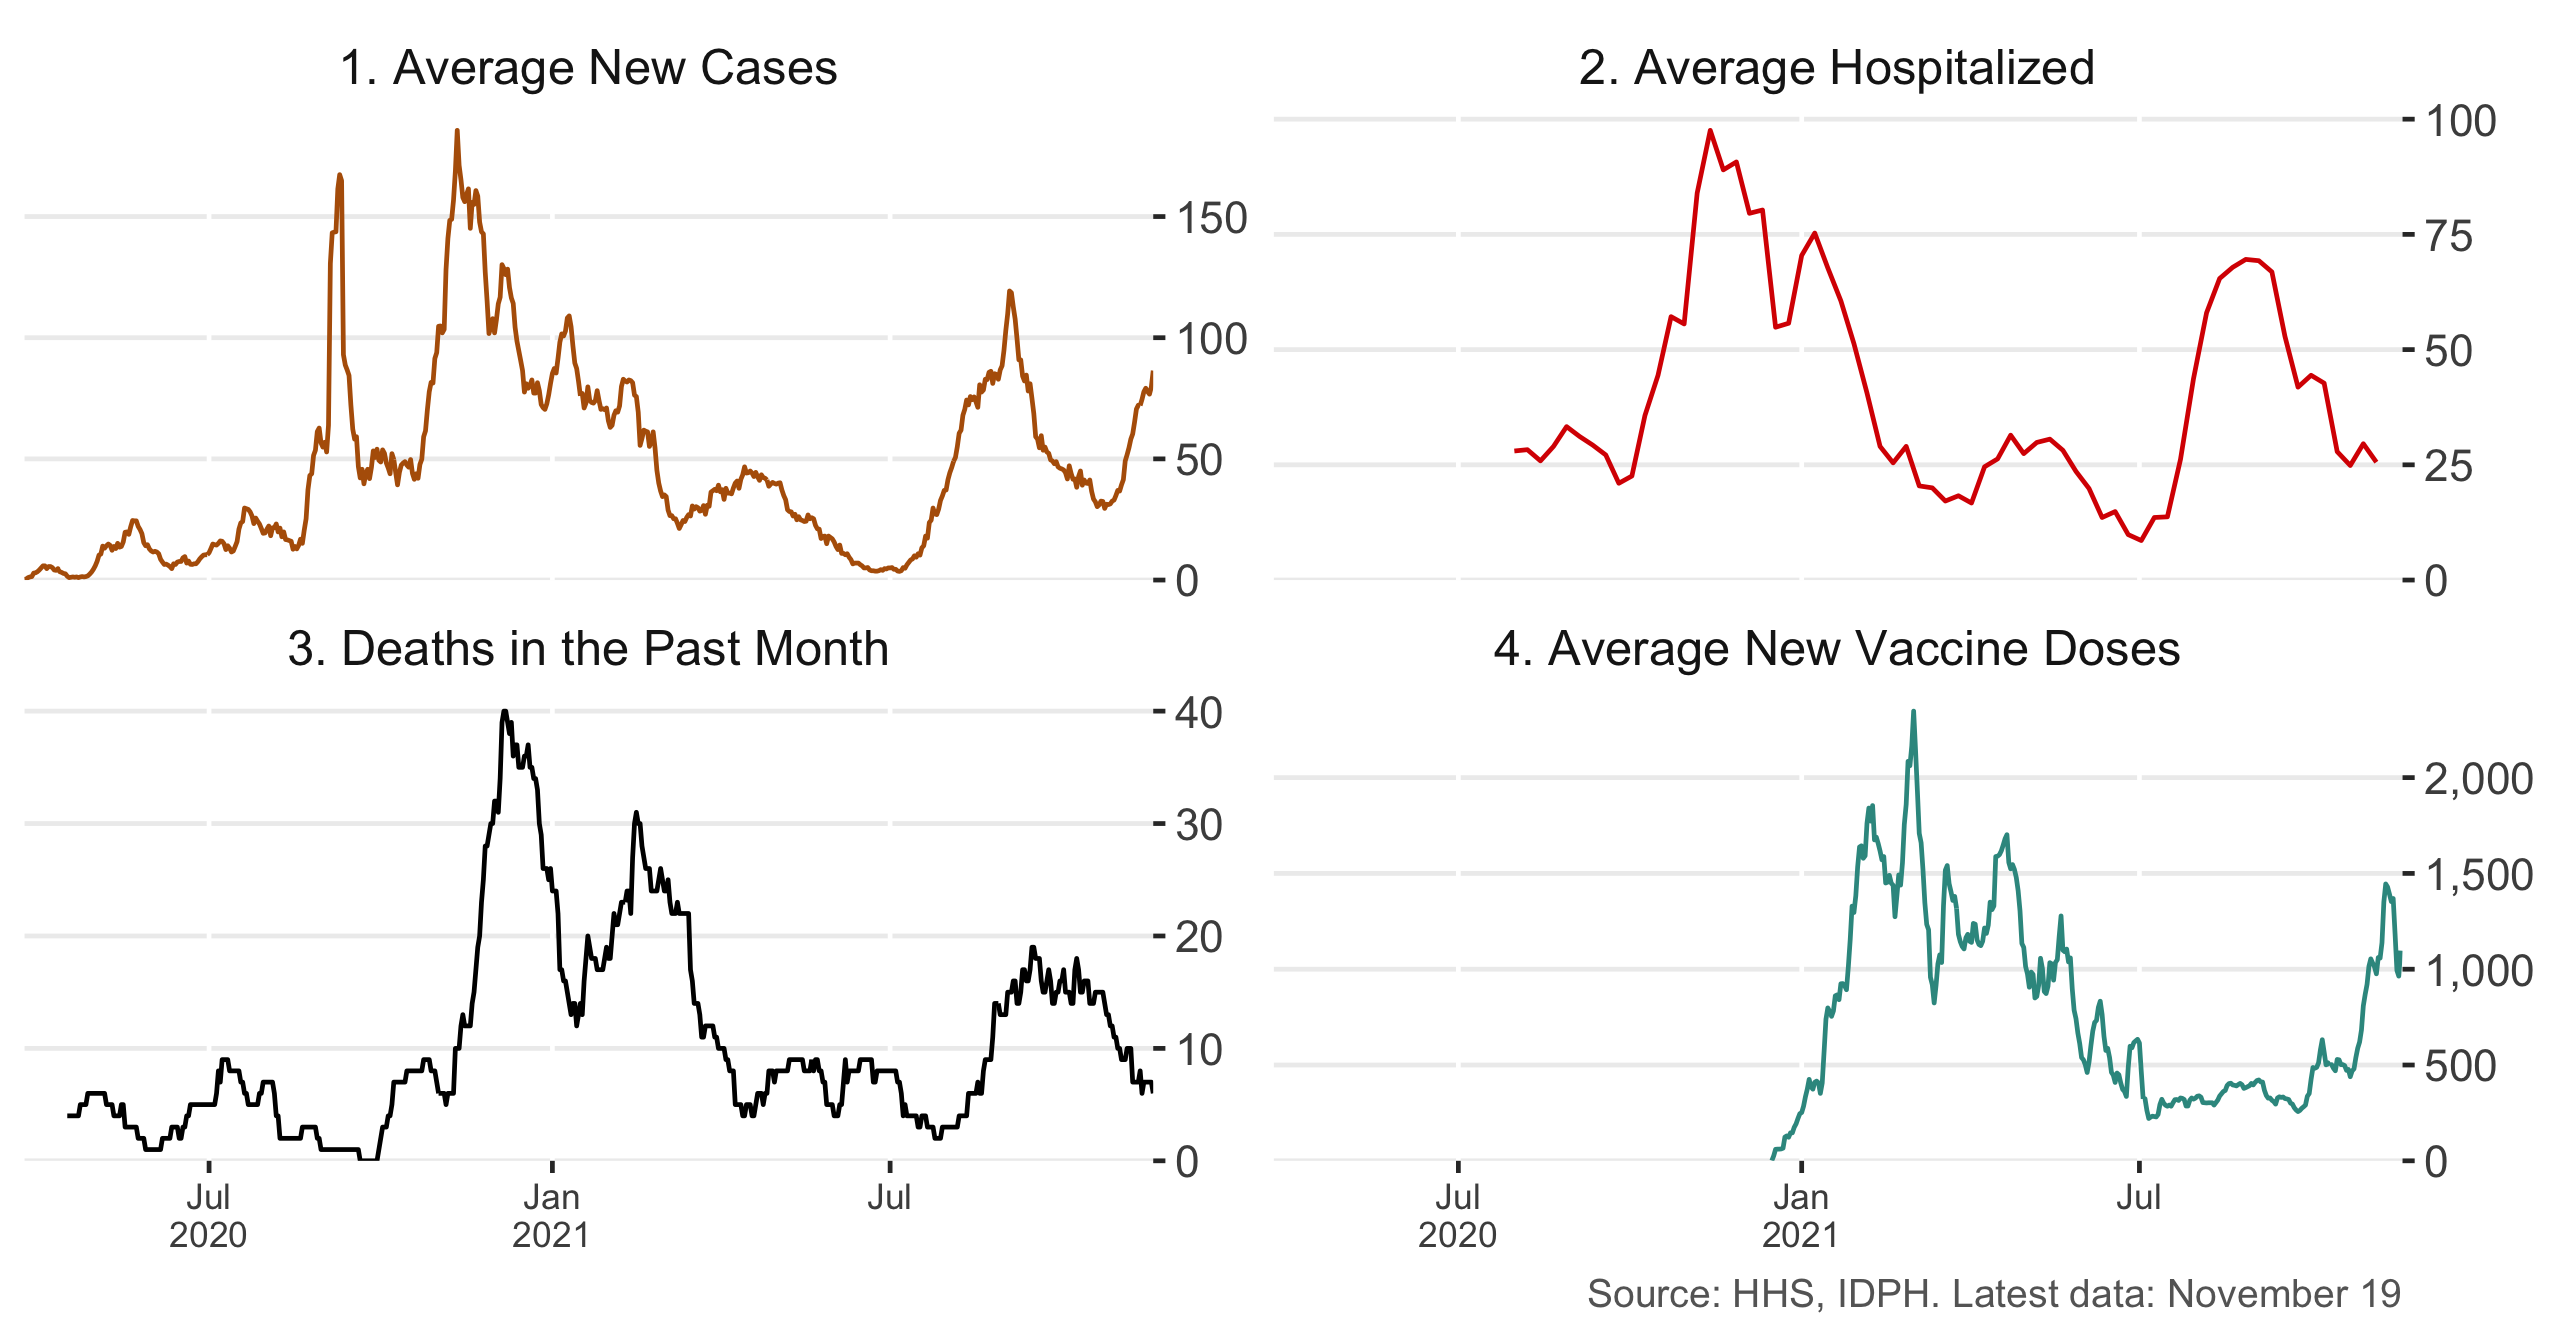 1. Average New Cases
150
100
50
0
2. Average Hospitalized
100
75
50
25
0
3. Deaths in the Past Month
40
30
20
10
0
Jul
2020
Jan
2021
Jul
4. Average New Vaccine Doses
2,000
1,500
1,000
500
0
Jul
2020
Jan
2021
Jul
Source: HHS, IDPH. Latest data: November 19